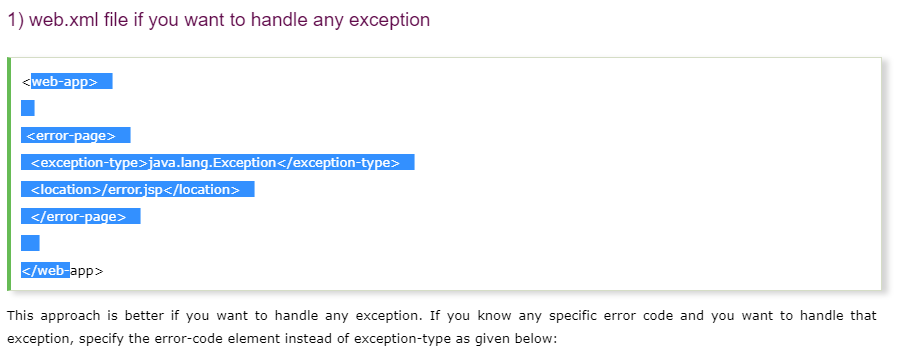 1) web.xml file if you want to handle any exception
<web-app>
<error-page>
<exception-type>java.lang.Exception</exception-type>
<location>/error.jsp</location>
</error-page>
</web-app>
This approach is better if you want to handle any exception. If you know any specific error code and you want to handle that
exception, specify the error-code element instead of exception-type as given below: